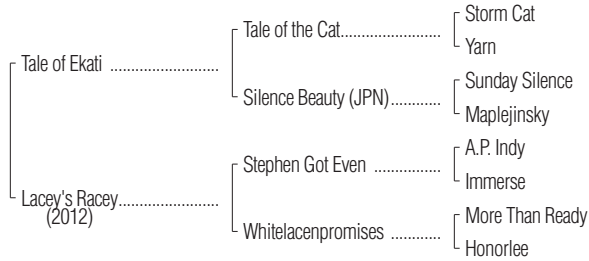 Storm Cat
Tale of the Cat........................
Yarn
Tale of Ekati ...........................
Sunday Silence
Silence Beauty (JPN)............
Maplejinsky
A.P. Indy
Stephen Got Even ................
Immerse
Lacey's Racey.........................
(2012)
More Than Ready
Whitelacenpromises ............
Honorlee